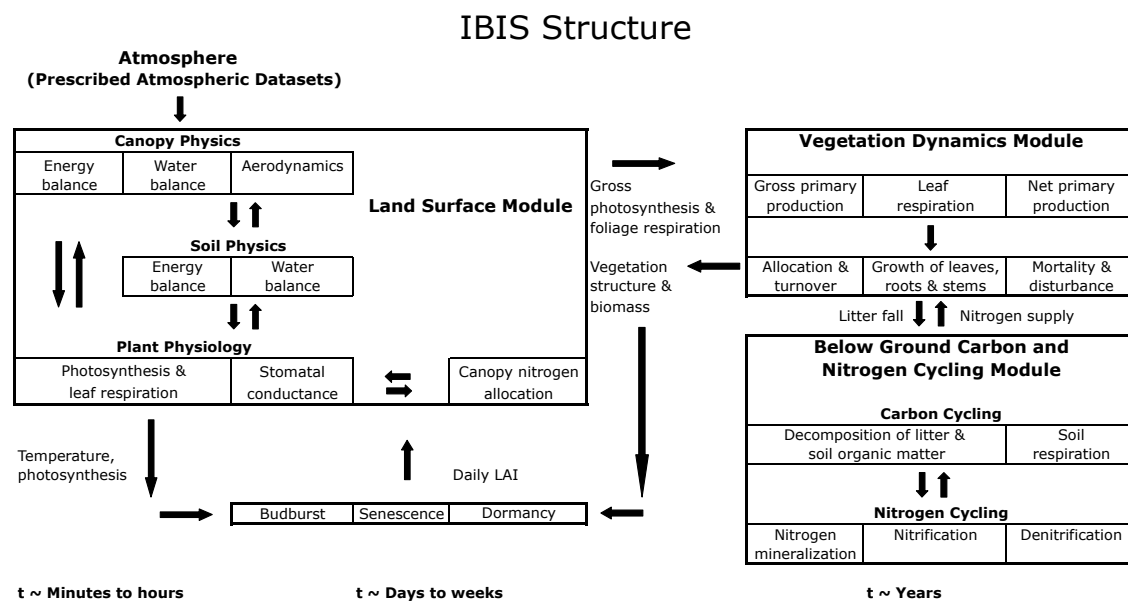 IBIS Structure
Atmosphere
(Prescribed Atmospheric Datasets)
Canopy Physics
Energy
balance
Water
balance
Aerodynamics
Land Surface Module
Soil Physics
Energy
balance
Water
balance
Plant Physiology
Photosynthesis &
leaf respiration
Stomatal
conductance
Canopy nitrogen
allocation
Gross
photosynthesis &
foliage respiration
Vegetation
structure &
biomass
Vegetation Dynamics Module
Gross primary
production
Leaf
respiration
Net primary
production
Allocation &
turnover
Growth of leaves,
roots & stems
Mortality &
disturbance
Litter fall
Nitrogen supply
Below Ground Carbon and
Nitrogen Cycling Module
Carbon Cycling
Decomposition of litter &
soil organic matter
Soil
respiration
Nitrogen Cycling
Nitrogen
mineralization
Nitrification
Denitrification
Temperature,
photosynthesis
Daily LAI
Budburst
Senescence
Dormancy
t ~ Minutes to hours
t ~ Days to weeks
t ~ Years